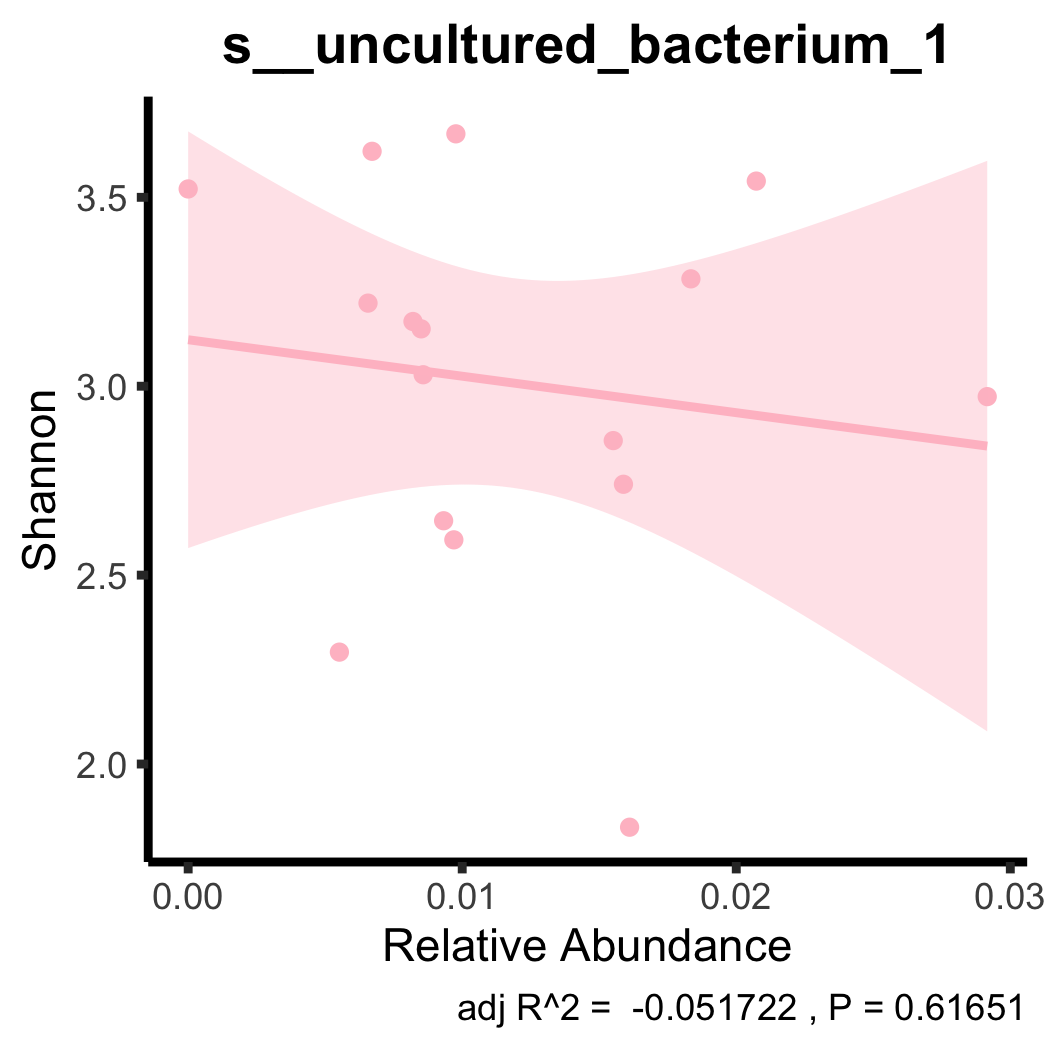 s__uncultured_bacterium_1
Shannon
3.5
3.0
2.5
2.0
0.00 0.01 0.02 0.03
Relative Abundance
adj R^2 =  -0.051722 , P = 0.61651